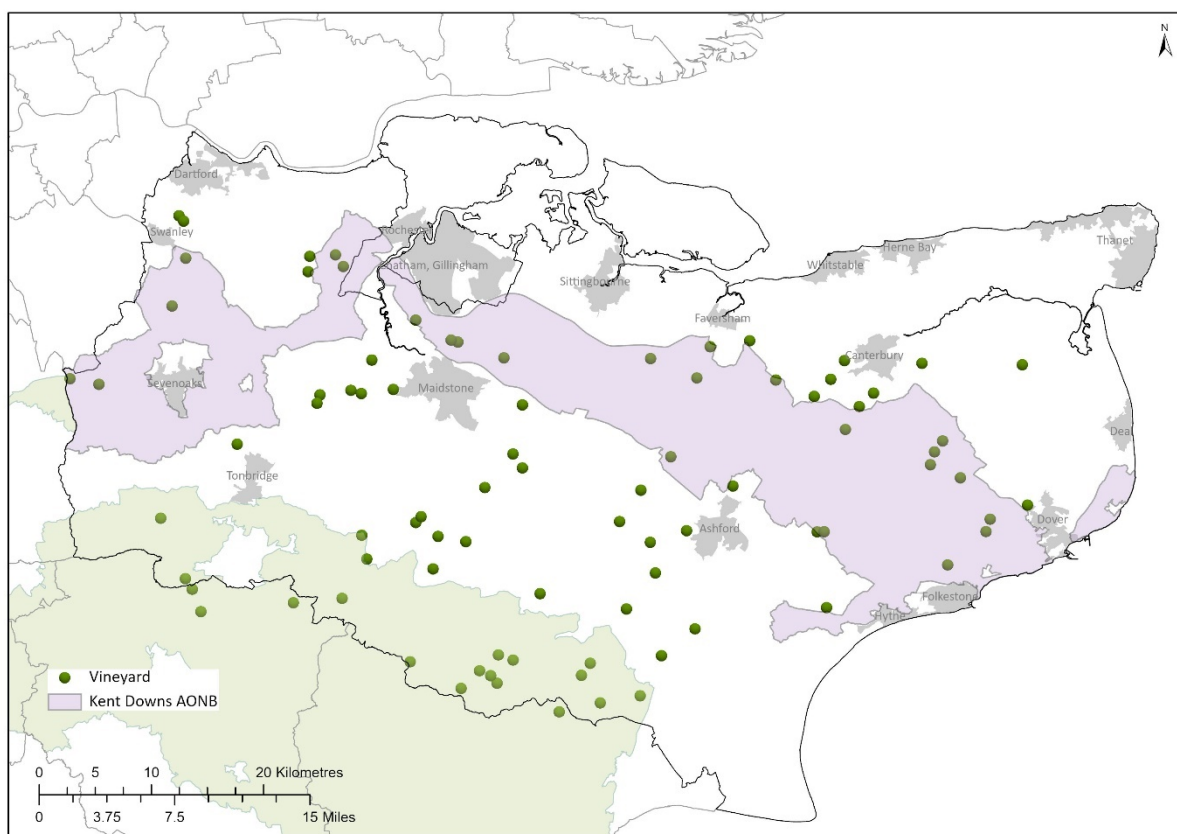 N
Dartford
Swanley
Rochester
Chatham, Gillingham
Sittingbourne
Whitstable
Herne Bay
Thanet
Faversham
Canterbury
Sevenoaks
Maidstone
Deal
Tonbridge
Ashford
Dover
Folkestone
Hythe
Vineyard
Kent Downs AONB
0 5 10 20 Kilometres
0 3.75 7.5 15 Miles